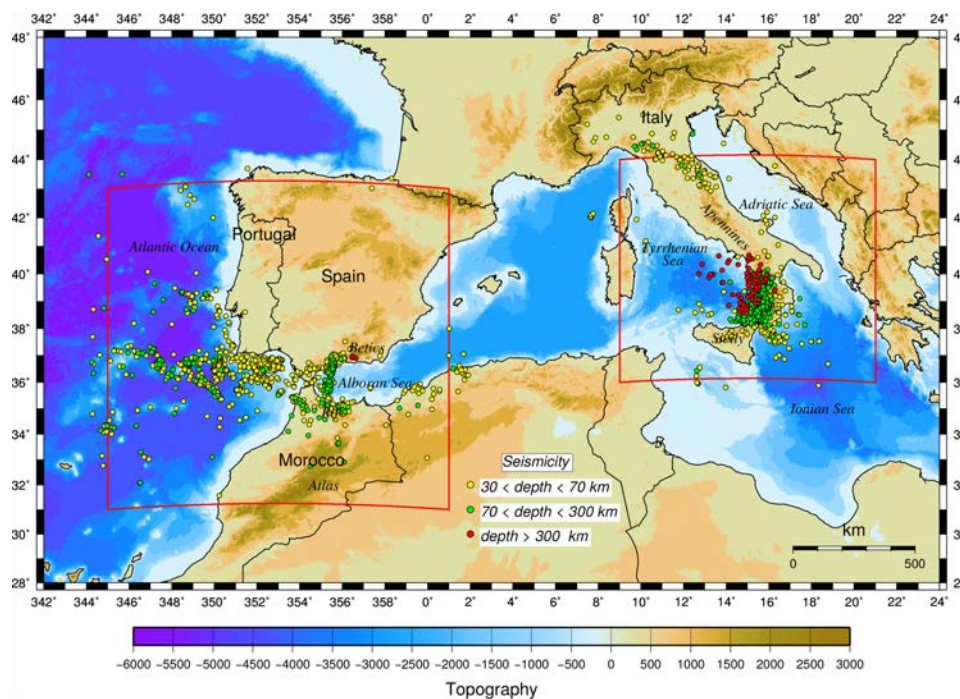 48°
46°
44°
42°
40°
38°
36°
34°
32°
30°
28°
Italy
Adriatic Sea
Apennines
Portugal
Atlantic Ocean
Tyrrhenian
Sea
Spain
Sicily
Betics
Alboran Sea
Ionian Sea
Morocco
Atlas
Seismicity
30 < depth < 70 km
70 < depth < 300 km
depth > 300 km
km
0 500
342° 344° 346° 348° 350° 352° 354° 356° 358° 0° 2° 4° 6° 8° 10° 12° 14° 16° 18° 20° 22° 24°
-6000 -5500 -5000 -4500 -4000 -3500 -3000 -2500 -2000 -1500 -1000 -500 0 500 1000 1500 2000 2500 3000
Topography